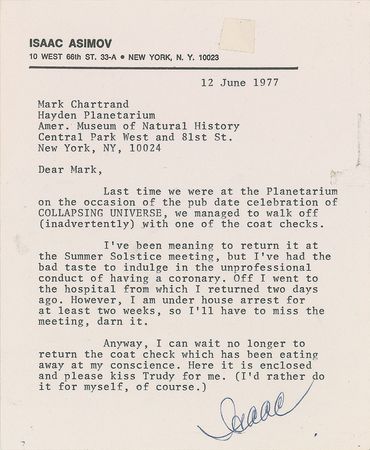 ISAAC ASIMOV
10 WEST 66th ST. 33-A • NEW YORK, N. Y. 10023
12 June 1977
Mark Chartrand
Hayden Planetarium
Amer. Museum of Natural History
Central Park West and 81st St.
New York, NY, 10024
Dear Mark,
Last time we were at the Planetarium
on the occasion of the pub date celebration of
COLLAPSING UNIVERSE, we managed to walk off
(inadvertently) with one of the coat checks.
I've been meaning to return it at
the Summer Solstice meeting, but I've had the
bad taste to indulge in the unprofessional
conduct of having a coronary. Off I went to
the hospital from which I returned two days
ago. However, I am under house arrest for
at least two weeks, so I'll have to miss the
meeting, darn it.
Anyway, I can wait no longer to
return the coat check which has been eating
away at my conscience. Here it is enclosed
and please kiss Trudy for me. (I'd rather do
it for myself, of course.)
Isaac